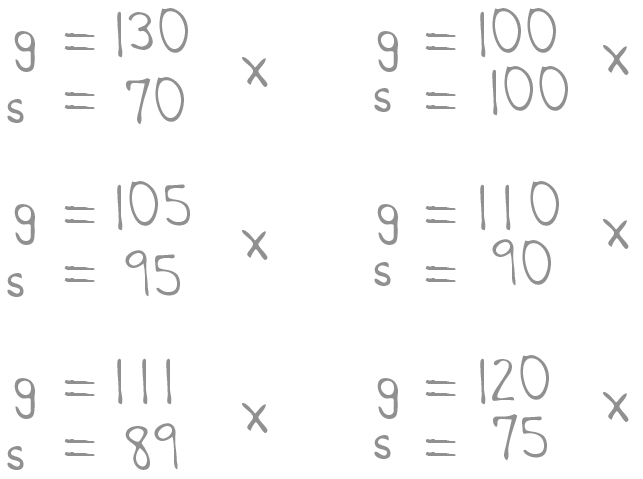 g = 130 x
s = 70
g = 100 x
s = 100
g = 105 x
s = 95
g = 110 x
s = 90
g = 111 x
s = 89
g = 120 x
s = 75